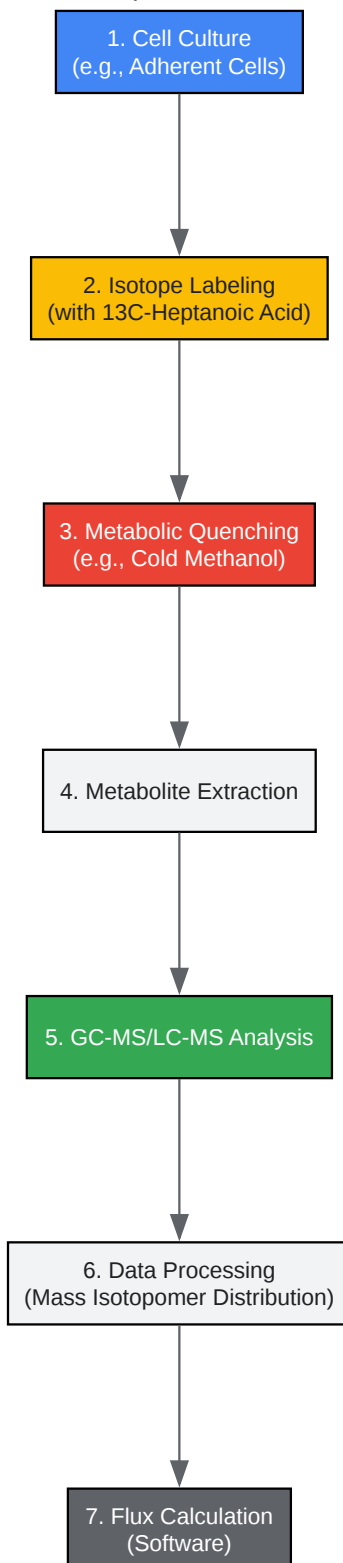 1. Cell Culture
(e.g., Adherent Cells)
2. Isotope Labeling
(with 13C-Heptanoic Acid)
3. Metabolic Quenching
(e.g., Cold Methanol)
4. Metabolite Extraction
5. GC-MS/LC-MS Analysis
6. Data Processing
(Mass Isotopomer Distribution)
7. Flux Calculation
(Software)